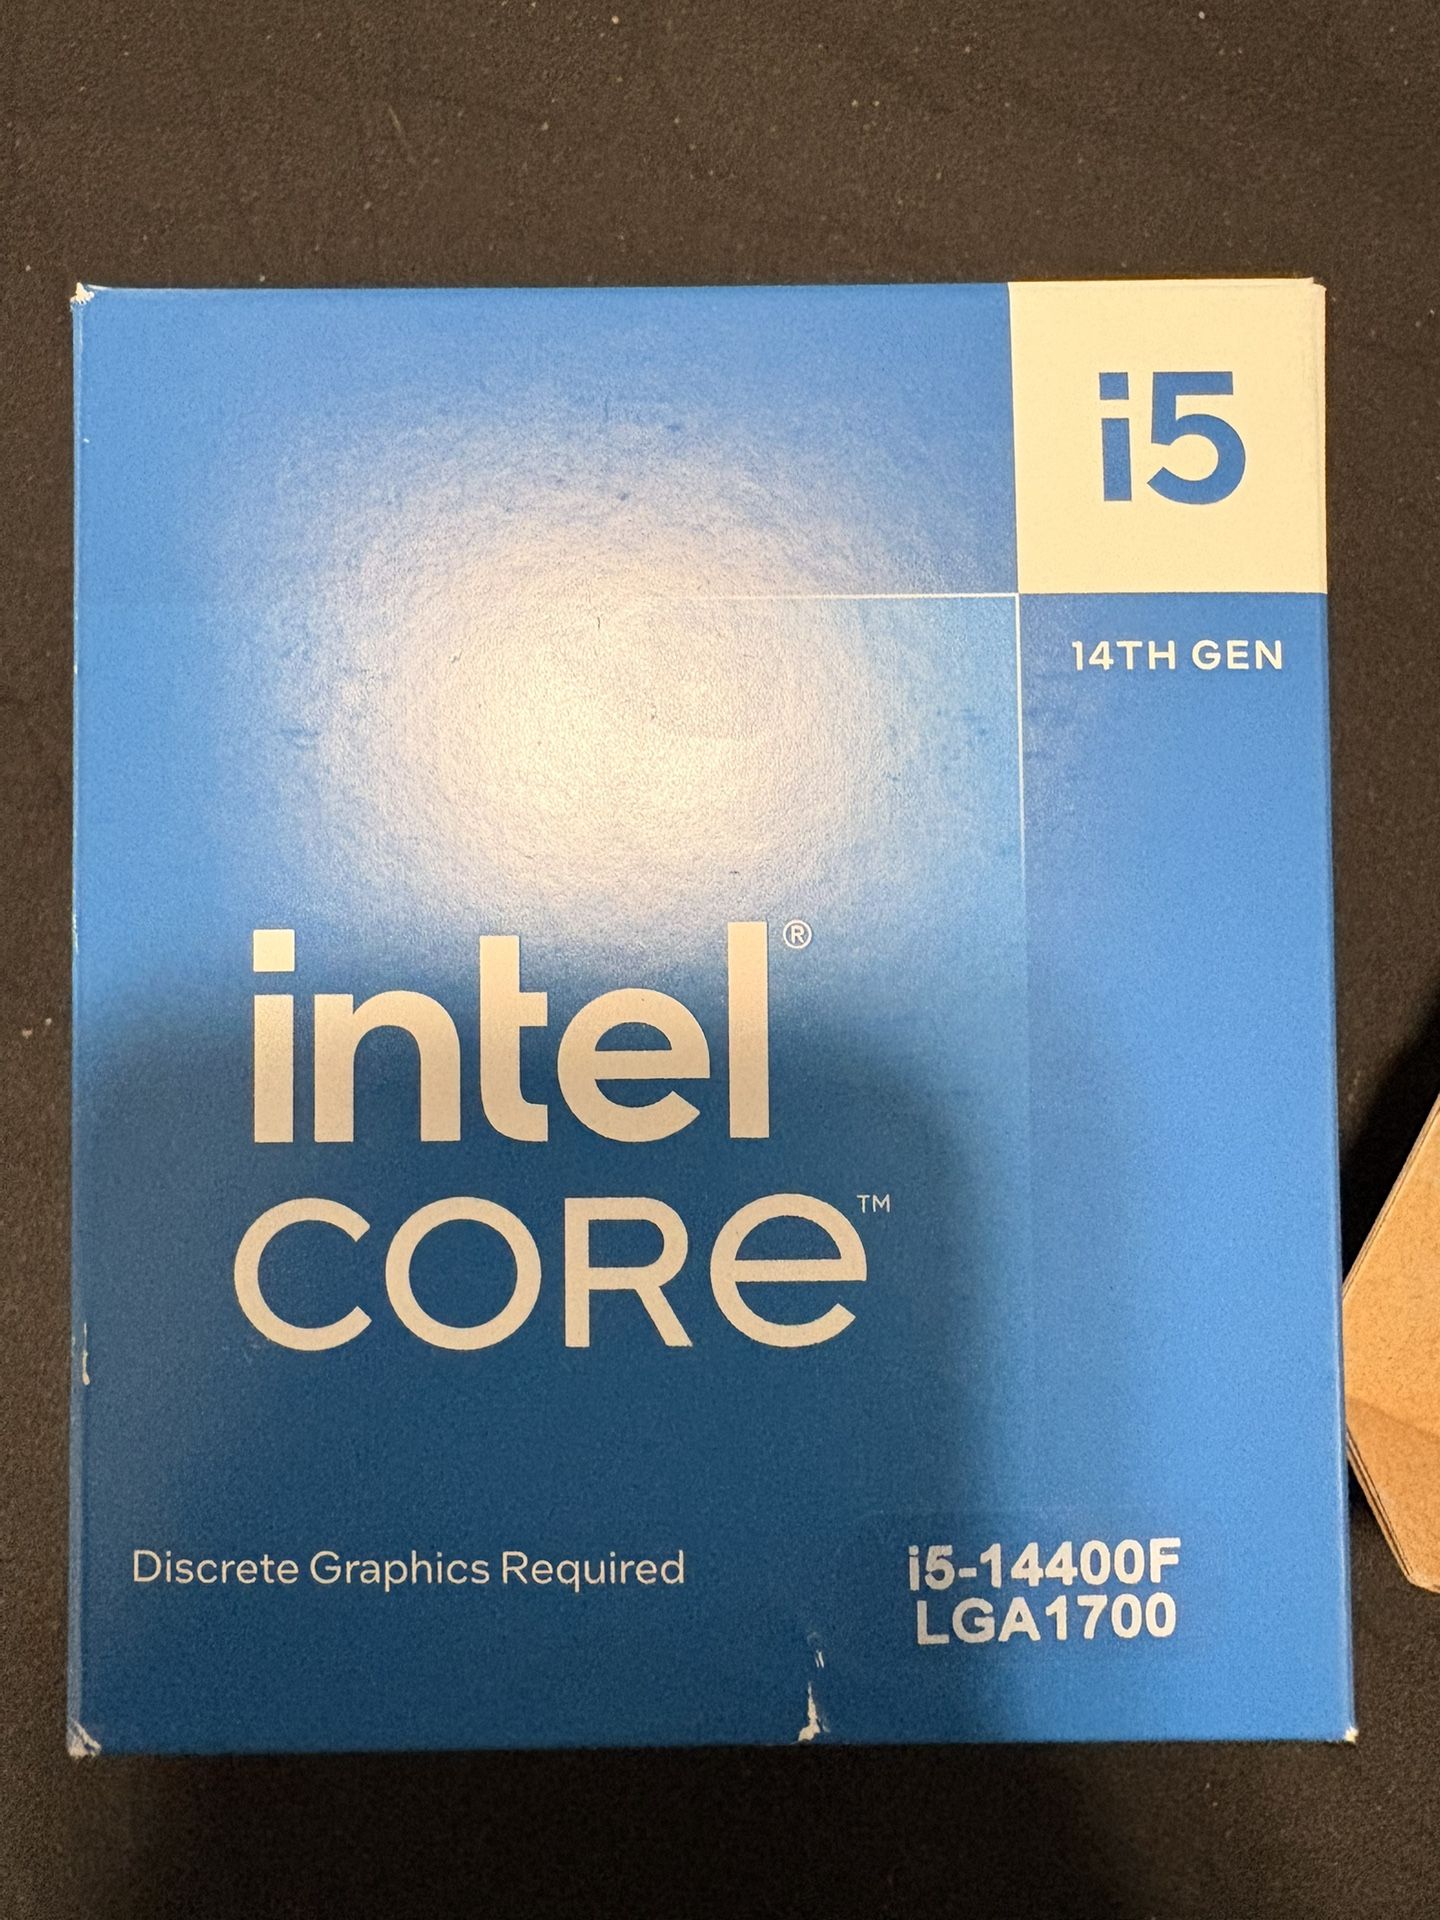 i5
14TH GEN
intel®
CORe™
Discrete Graphics Required
i5-14400F
LGA1700